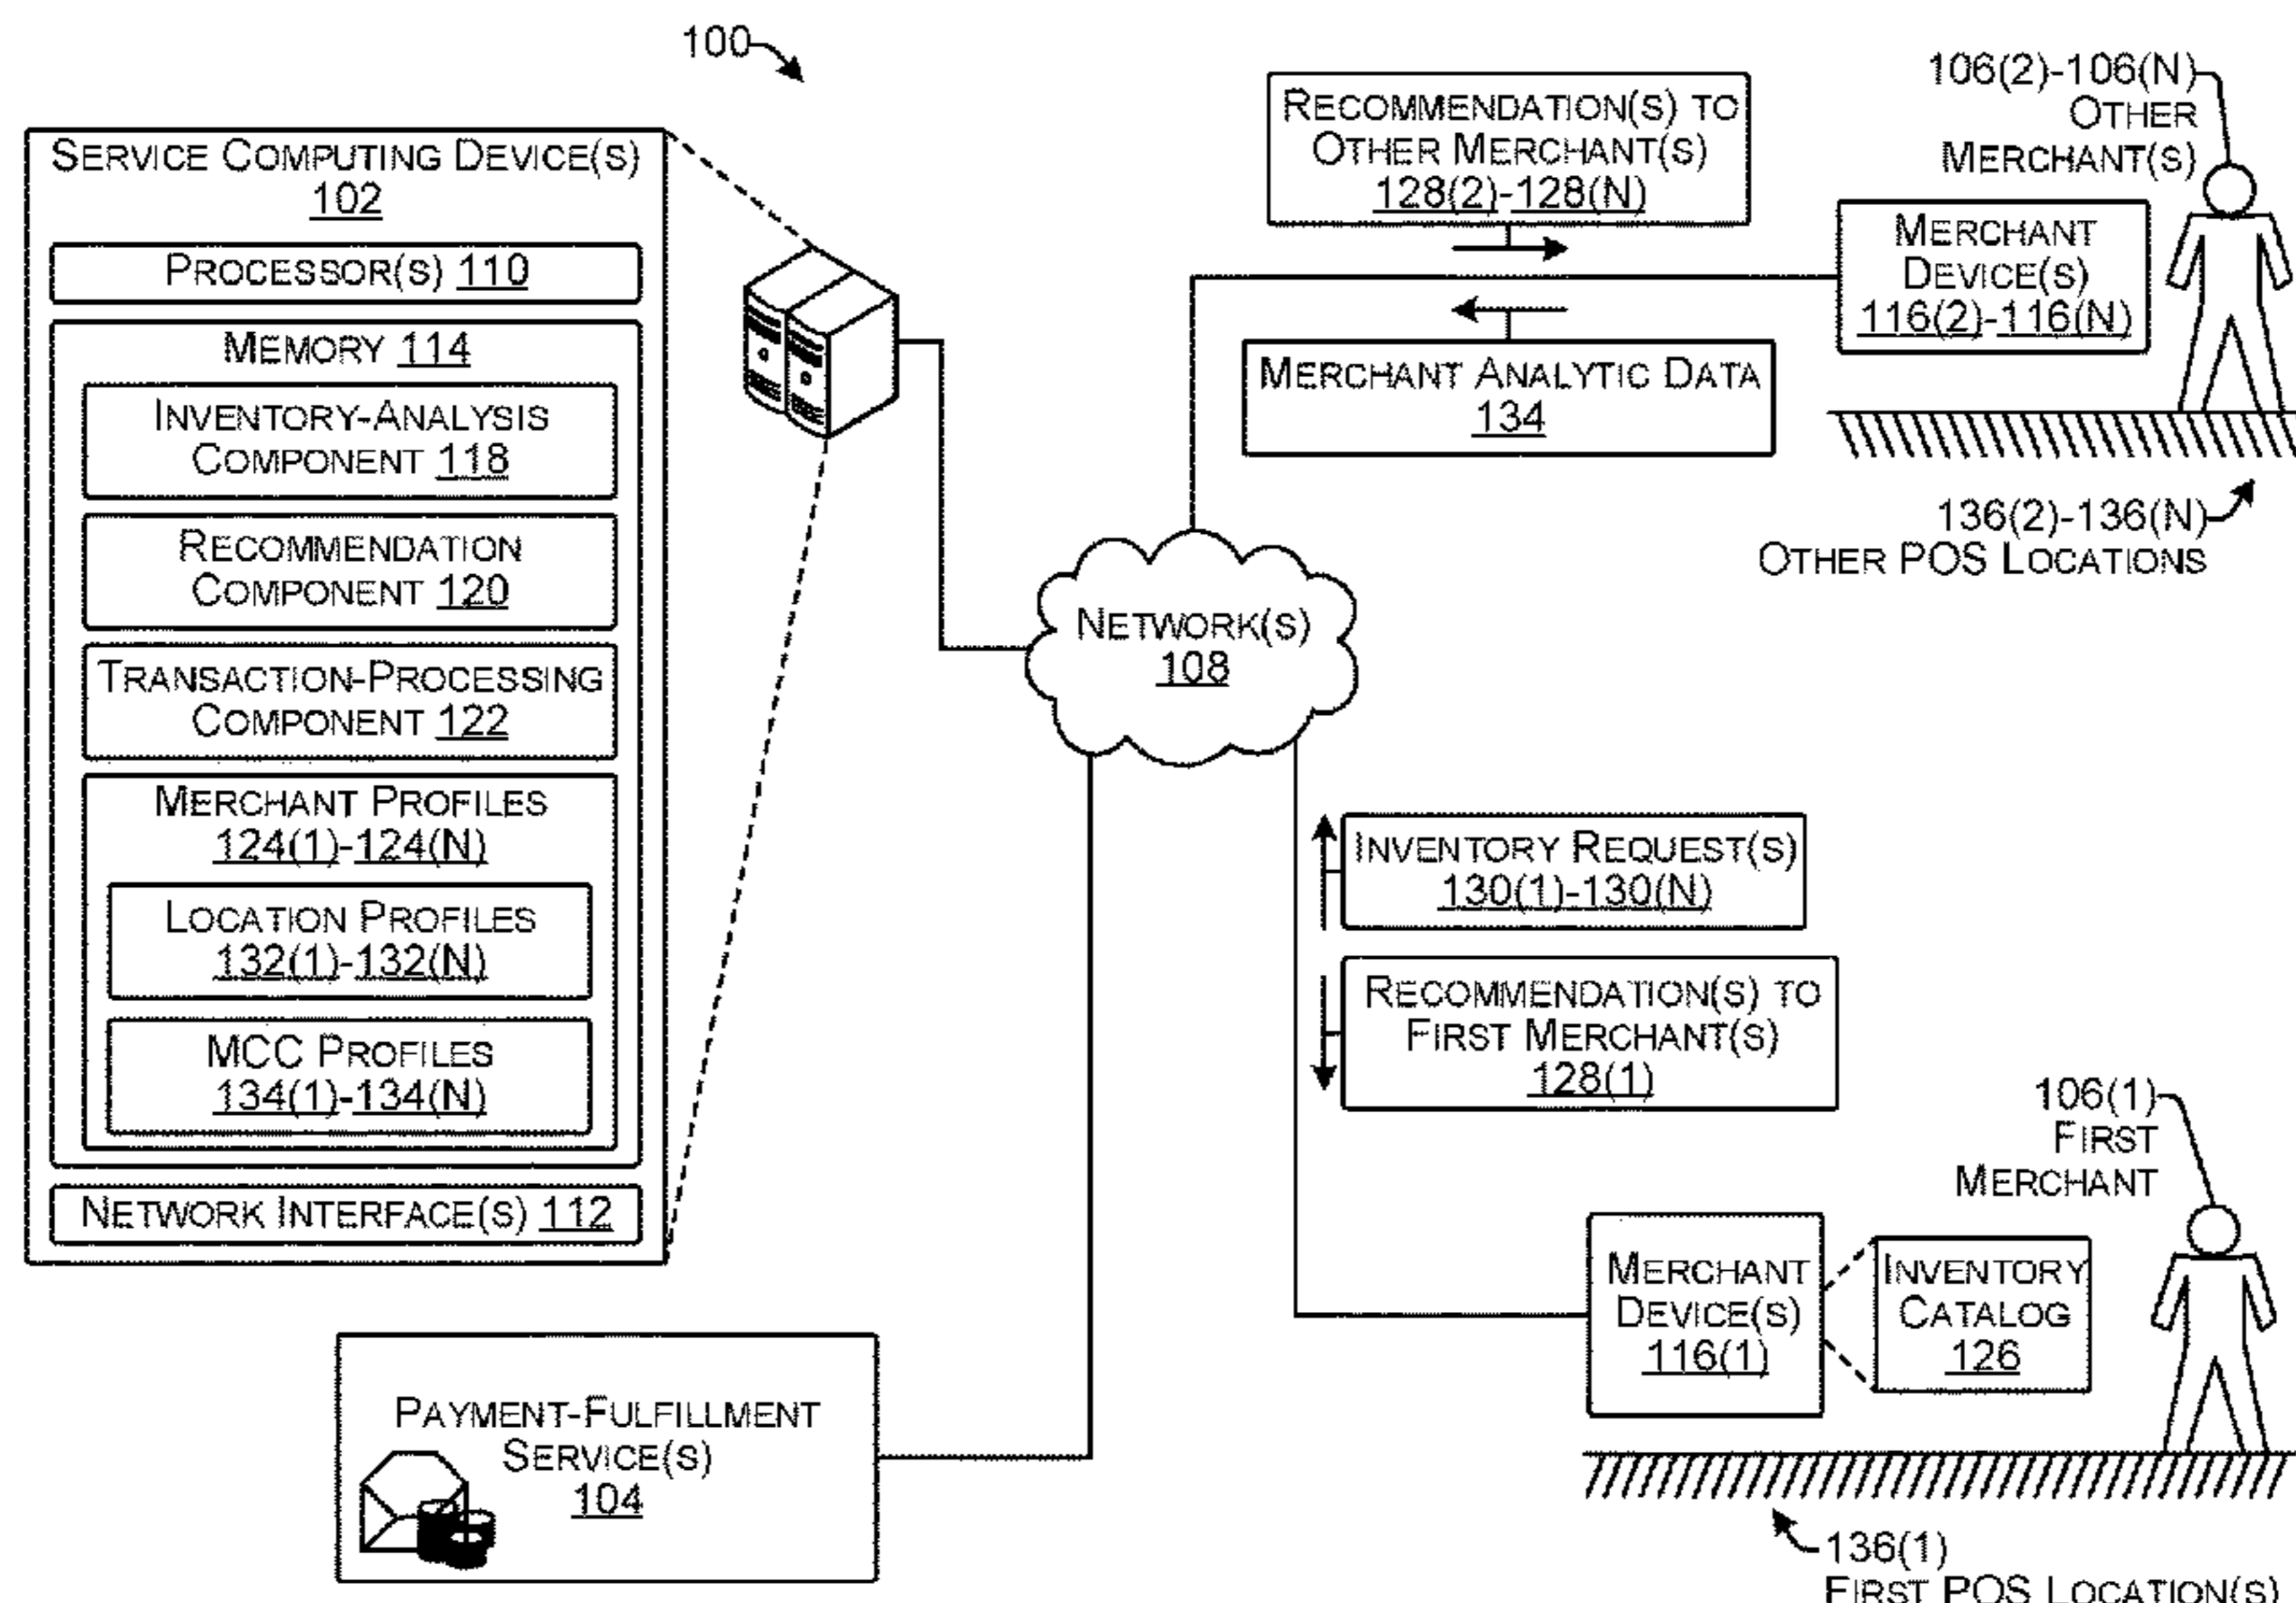 100
SERVICE COMPUTING DEVICE(S)
102
PROCESSOR(S) 110
MEMORY 114
INVENTORY-ANALYSIS
COMPONENT 118
RECOMMENDATION
COMPONENT 120
TRANSACTION-PROCESSING
COMPONENT 122
MERCHANT PROFILES
124(1)-124(N)
LOCATION PROFILES
132(1)-132(N)
MCC PROFILES
134(1)-134(N)
NETWORK INTERFACE(S) 112
PAYMENT-FULFILLMENT
SERVICE(S)
104
NETWORK(S)
108
RECOMMENDATION(S) TO
OTHER MERCHANT(S)
128(2)-128(N)
MERCHANT ANALYTIC DATA
134
106(2)-106(N)
OTHER
MERCHANT(S)
MERCHANT
DEVICE(S)
116(2)-116(N)
136(2)-136(N)
OTHER POS LOCATIONS
INVENTORY REQUEST(S)
130(1)-130(N)
RECOMMENDATION(S) TO
FIRST MERCHANT(S)
128(1)
106(1)
FIRST
MERCHANT
MERCHANT
DEVICE(S)
116(1)
INVENTORY
CATALOG
126
136(1)
FIRST POS LOCATION(S)